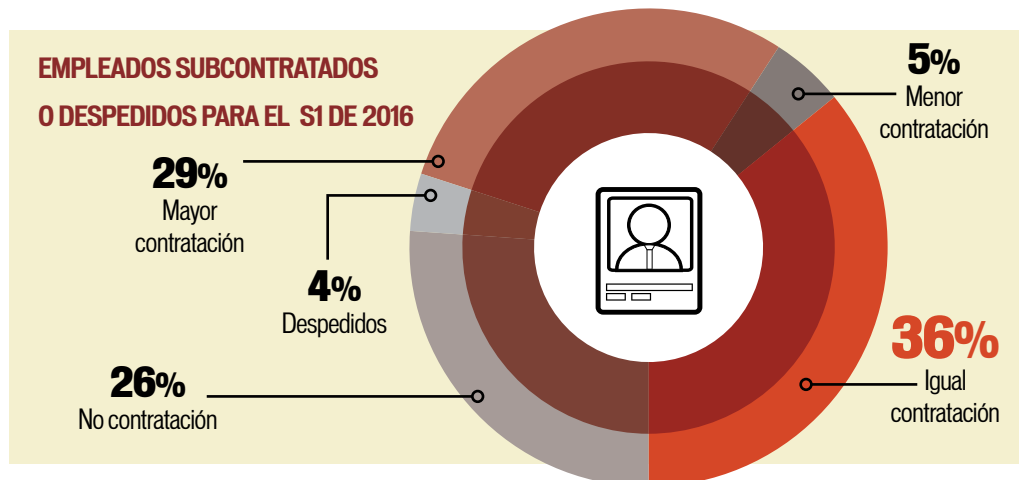 EMPLEADOS SUBCONTRATADOS
O DESPEDIDOS PARA EL S1 DE 2016
5%
Menor
contratación
29%
Mayor
contratación
4%
Despedidos
36%
Igual
contratación
26%
No contratación